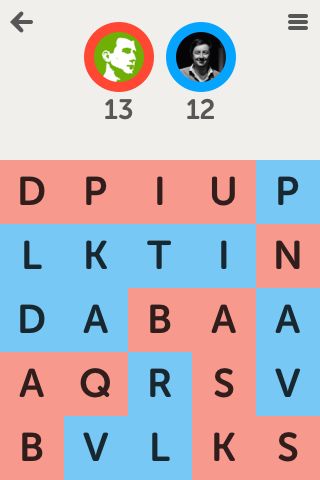 13 12
D P I U P
L K T I N
D A B A A
A Q R S V
B V L K S